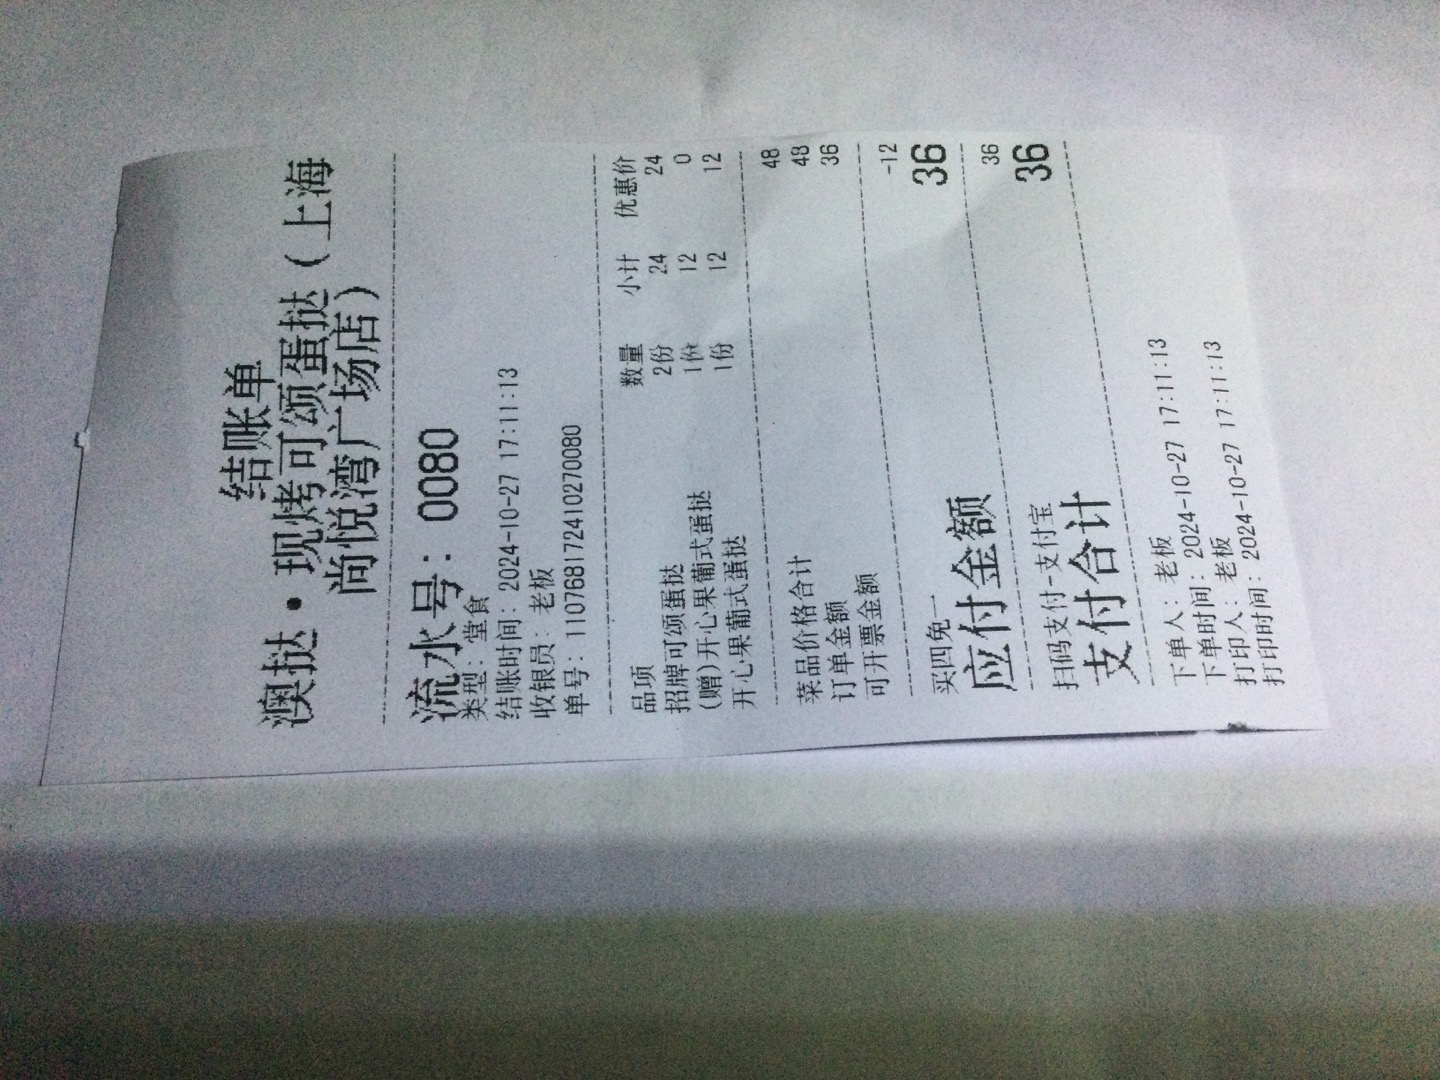 结账单
澳挞•现烤可颂蛋挞（上海
尚悦湾广场店）
流水号：0080
类型：堂食
结账时间：2024-10-27 17:11:13
收银员：老板
单号：11076817241027 0080
品项 数量 小计 优惠价
招牌可颂蛋挞 2份 24 24
(赠)开心果葡式蛋挞 1份 12 0
开心果葡式蛋挞 1份 12 12
菜品价格合计 48
订单金额 48
可开票金额 36
买四免一 -12
应付金额 36
扫码支付-支付宝 36
支付合计 36
下单人：老板
下单时间：2024-10-27 17:11:13
打印人：老板
打印时间：2024-10-27 17:11:13